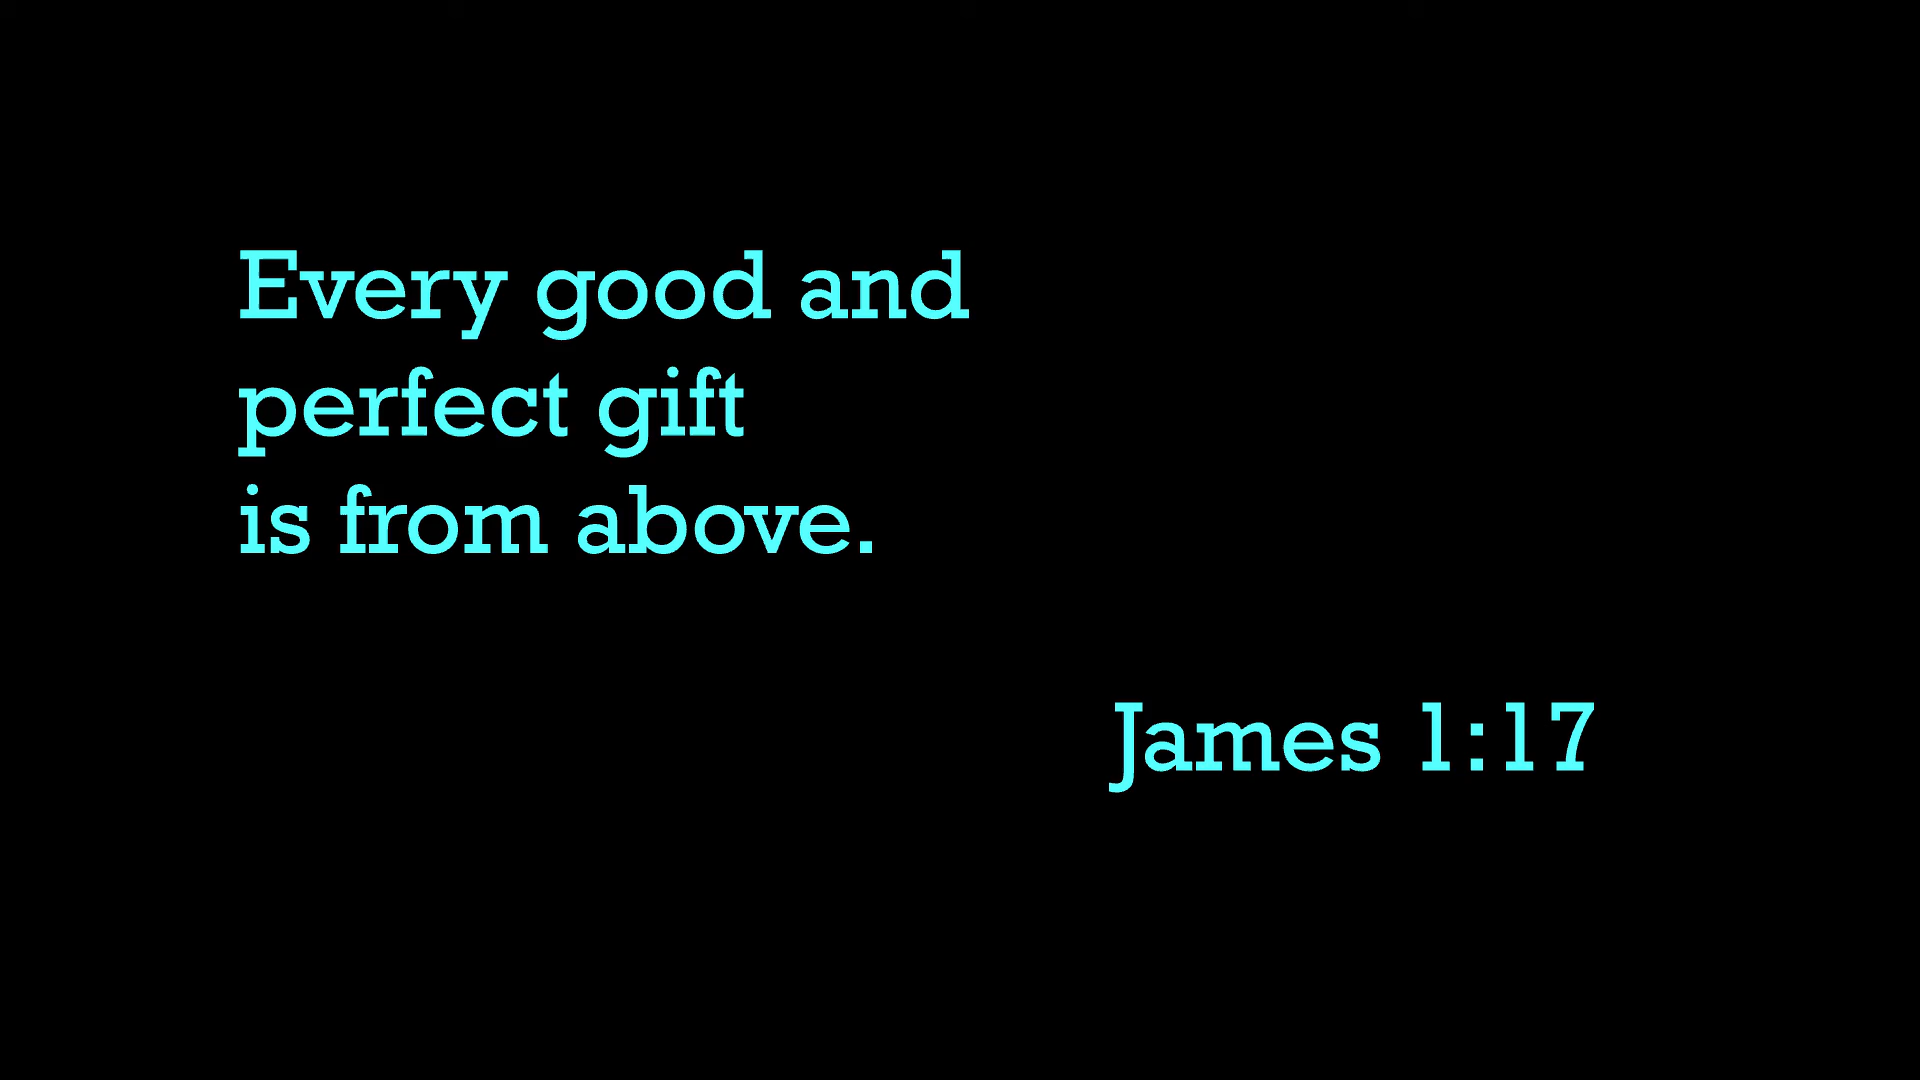 Every good and
perfect gift
is from above.
James 1:17